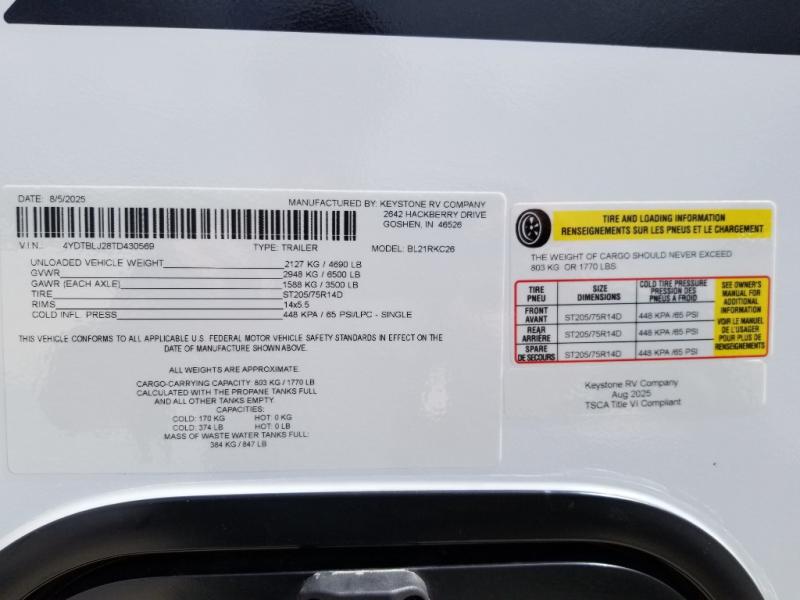 DATE: 8/5/2025
MANUFACTURED BY: KEYSTONE RV COMPANY
2642 HACKBERRY DRIVE
GOSHEN, IN 46526
V.I.N. 4YDTBLJ28TD430569 TYPE: TRAILER MODEL: BL21RKC26
UNLOADED VEHICLE WEIGHT 2127 KG / 4690 LB
GVWR 2948 KG / 6500 LB
GAWR (EACH AXLE) 1588 KG / 3500 LB
TIRE ST205/75R14D
RIMS 14x5.5
COLD INFL. PRESS 448 KPA / 65 PSI/LPC - SINGLE
THIS VEHICLE CONFORMS TO ALL APPLICABLE U.S. FEDERAL MOTOR VEHICLE SAFETY STANDARDS IN EFFECT ON THE
DATE OF MANUFACTURE SHOWN ABOVE.
ALL WEIGHTS ARE APPROXIMATE.
CARGO-CARRYING CAPACITY: 803 KG / 1770 LB
CALCULATED WITH THE PROPANE TANKS FULL
AND ALL OTHER TANKS EMPTY.
CAPACITIES:
COLD: 170 KG HOT: 0 KG
COLD: 374 LB HOT: 0 LB
MASS OF WASTE WATER TANKS FULL:
384 KG / 847 LB
TIRE AND LOADING INFORMATION
RENSEIGNEMENTS SUR LES PNEUS ET LE CHARGEMENT
THE WEIGHT OF CARGO SHOULD NEVER EXCEED
803 KG OR 1770 LBS.
TIRE
PNEU
SIZE
DIMENSIONS
COLD TIRE PRESSURE
PRESSION DES
PNEUS A FROID
FRONT
AVANT
ST205/75R14D
448 KPA /65 PSI
REAR
ARRIÈRE
ST205/75R14D
448 KPA /65 PSI
SPARE
DE SECOURS
ST205/75R14D
448 KPA /65 PSI
SEE OWNER'S
MANUAL FOR
ADDITIONAL
INFORMATION
VOIR LE MANUEL
DE L'USAGER
POUR PLUS DE
RENSEIGNEMENTS
Keystone RV Company
Aug 2025
TSCA Title VI Compliant